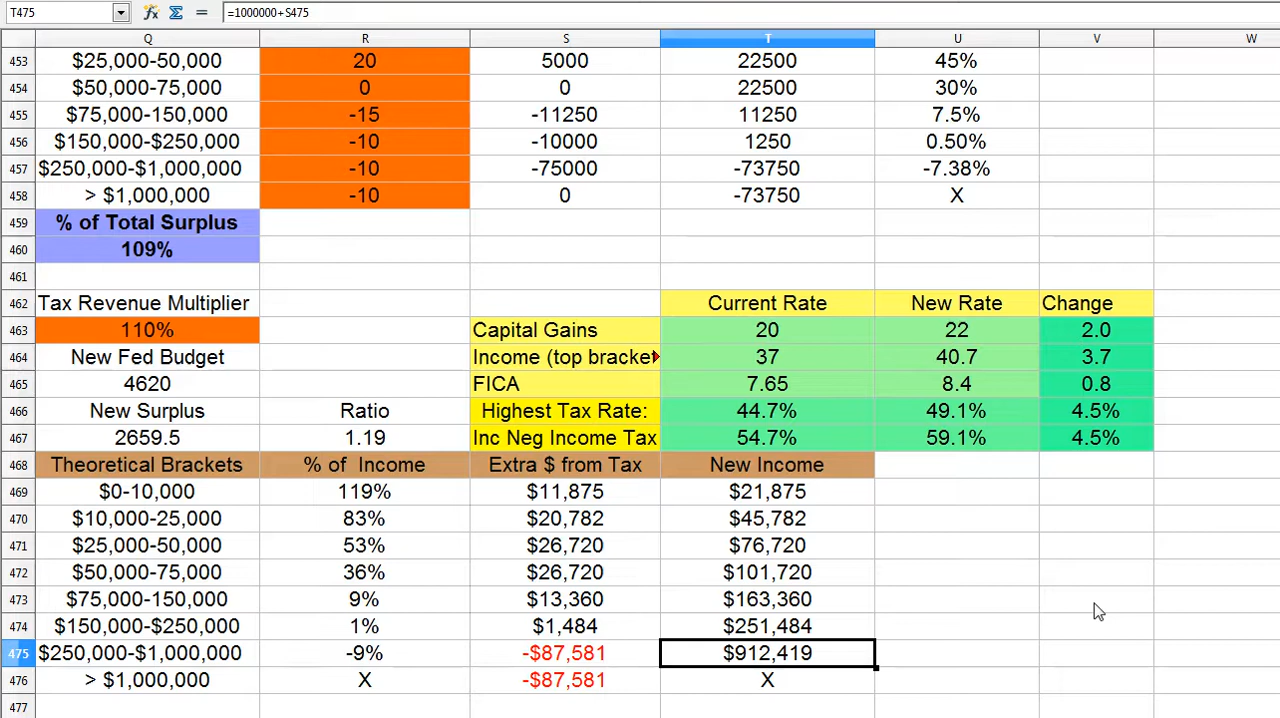 T475 =1000000+S475
Q R S T U V W
453 $25,000-50,000 20 5000 22500 45%
454 $50,000-75,000 0 0 22500 30%
455 $75,000-150,000 -15 -11250 11250 7.5%
456 $150,000-$250,000 -10 -10000 1250 0.50%
457 $250,000-$1,000,000 -10 -75000 -73750 -7.38%
458 > $1,000,000 -10 0 -73750 X
459 % of Total Surplus
460 109%
461
462 Tax Revenue Multiplier Current Rate New Rate Change
463 110% Capital Gains 20 22 2.0
464 New Fed Budget Income (top bracket 37 40.7 3.7
465 4620 FICA 7.65 8.4 0.8
466 New Surplus Ratio Highest Tax Rate: 44.7% 49.1% 4.5%
467 2659.5 1.19 Inc Neg Income Tax 54.7% 59.1% 4.5%
468 Theoretical Brackets % of Income Extra $ from Tax New Income
469 $0-10,000 119% $11,875 $21,875
470 $10,000-25,000 83% $20,782 $45,782
471 $25,000-50,000 53% $26,720 $76,720
472 $50,000-75,000 36% $26,720 $101,720
473 $75,000-150,000 9% $13,360 $163,360
474 $150,000-$250,000 1% $1,484 $251,484
475 $250,000-$1,000,000 -9% -$87,581 $912,419
476 > $1,000,000 X -$87,581 X
477